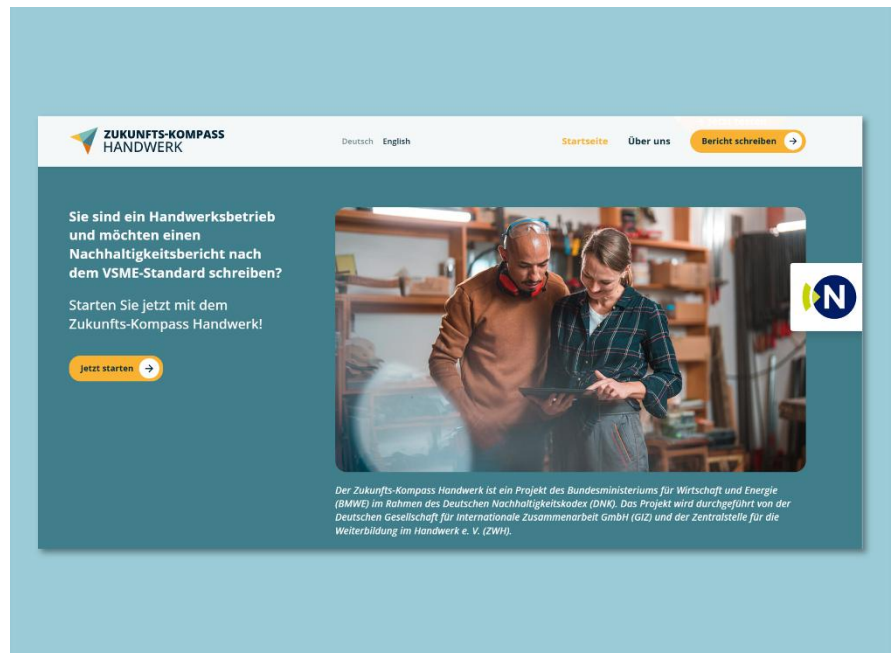 ZUKUNFTS-KOMPASS
HANDWERK
Deutsch English
Startseite Über uns Bericht schreiben
Sie sind ein Handwerksbetrieb
und möchten einen
Nachhaltigkeitsbericht nach
dem VSME-Standard schreiben?
Starten Sie jetzt mit dem
Zukunfts-Kompass Handwerk!
Jetzt starten
N
Der Zukunfts-Kompass Handwerk ist ein Projekt des Bundesministeriums für Wirtschaft und Energie
(BMWE) im Rahmen des Deutschen Nachhaltigkeitskodex (DNK). Das Projekt wird durchgeführt von der
Deutschen Gesellschaft für Internationale Zusammenarbeit GmbH (GIZ) und der Zentralstelle für die
Weiterbildung im Handwerk e. V. (ZWH).